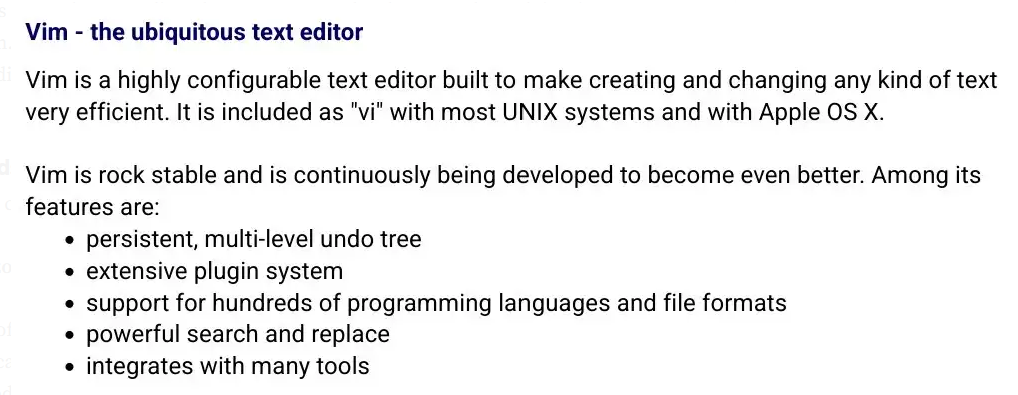 Vim - the ubiquitous text editor
Vim is a highly configurable text editor built to make creating and changing any kind of text
very efficient. It is included as "vi" with most UNIX systems and with Apple OS X.
Vim is rock stable and is continuously being developed to become even better. Among its
features are:
• persistent, multi-level undo tree
• extensive plugin system
• support for hundreds of programming languages and file formats
• powerful search and replace
• integrates with many tools